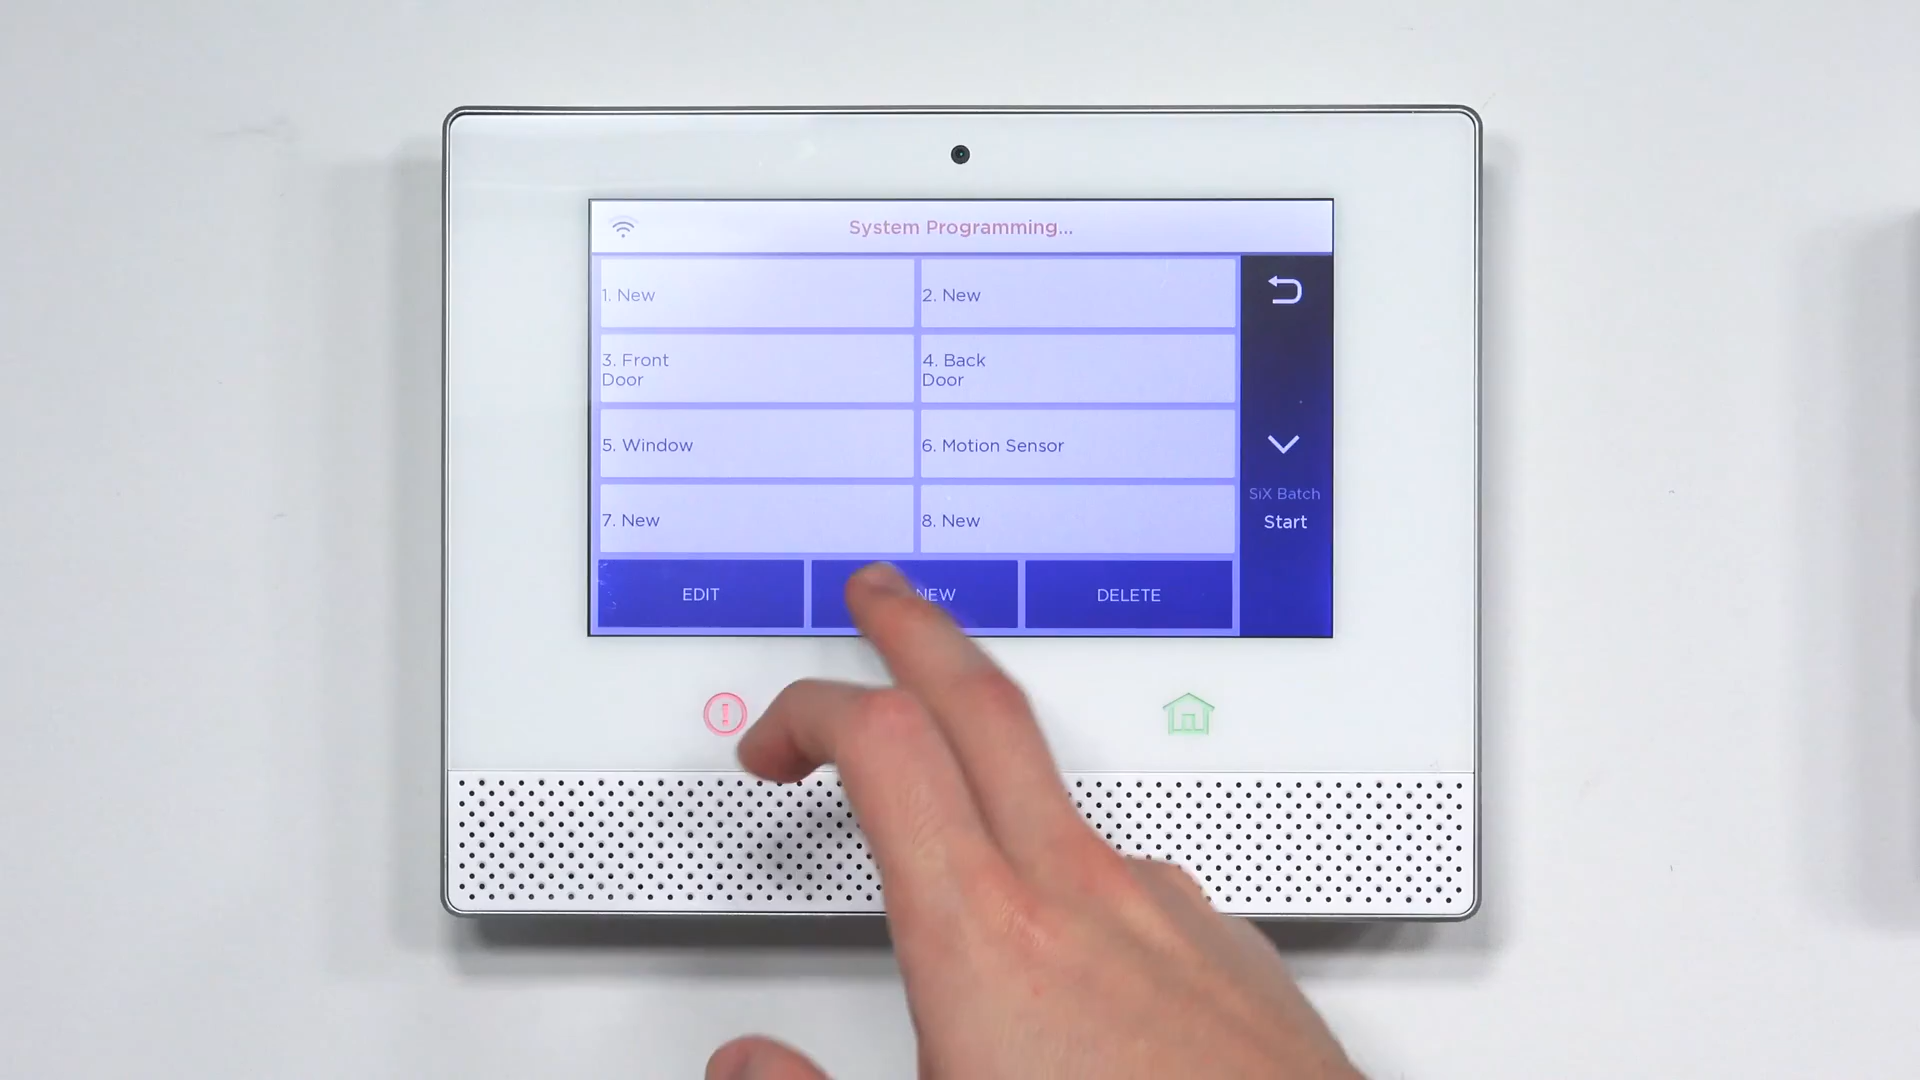 System Programming...
1. New
2. New
3. Front
Door
4. Back
Door
5. Window
6. Motion Sensor
7. New
8. New
SiX Batch
Start
EDIT
NEW
DELETE